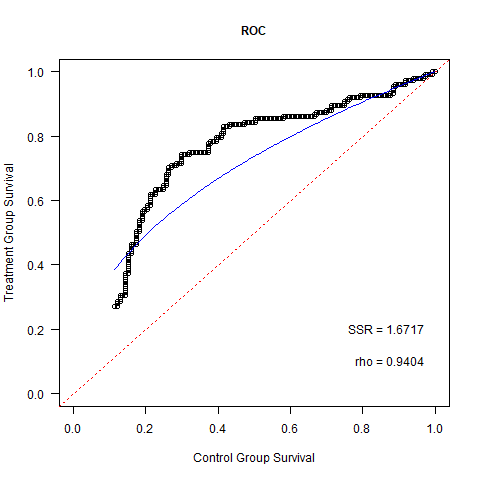 ROC
Treatment Group Survival
1.0
0.8
0.6
0.4
0.2
0.0
SSR = 1.6717
rho = 0.9404
0.0 0.2 0.4 0.6 0.8 1.0
Control Group Survival